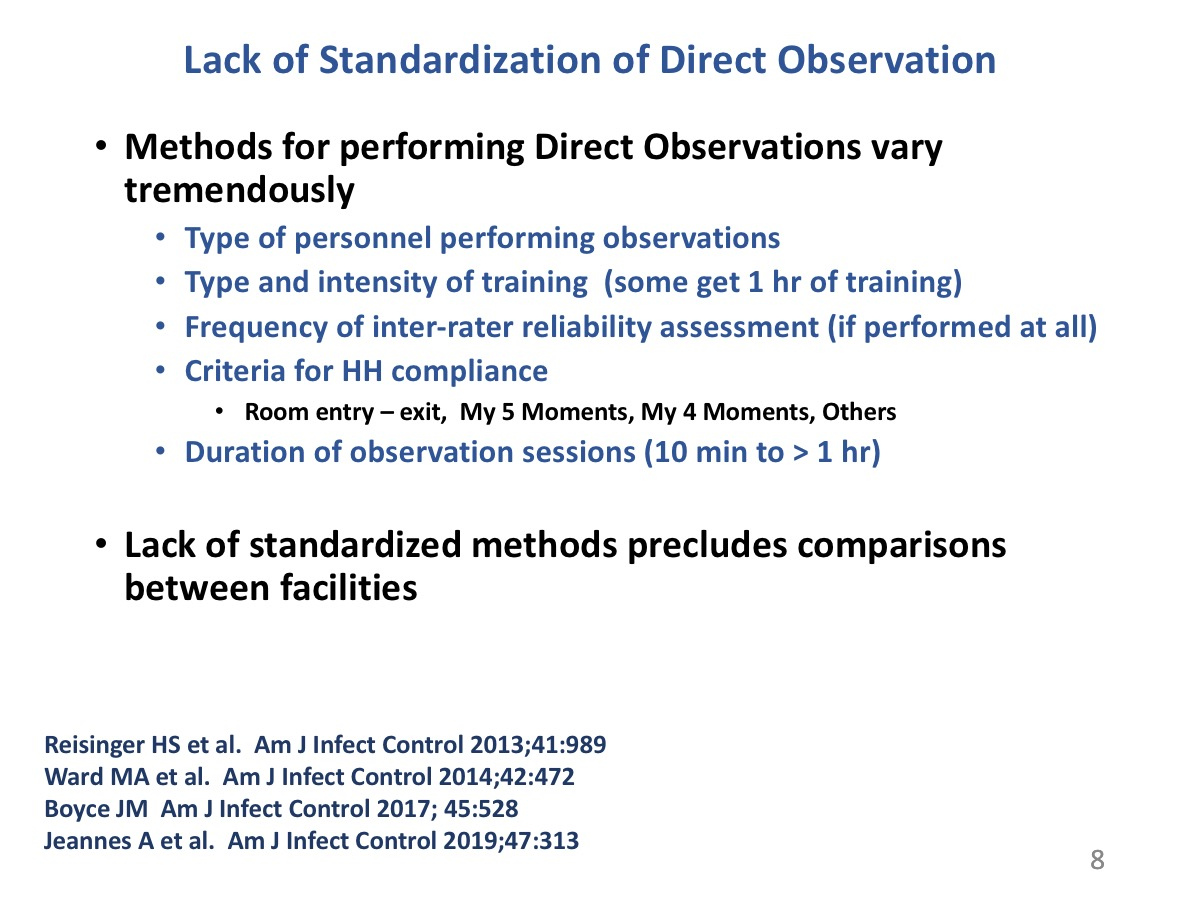 Lack of Standardization of Direct Observation
• Methods for performing Direct Observations vary
tremendously
• Type of personnel performing observations
• Type and intensity of training  (some get 1 hr of training)
• Frequency of inter-rater reliability assessment (if performed at all)
• Criteria for HH compliance
• Room entry – exit,  My 5 Moments, My 4 Moments, Others
• Duration of observation sessions (10 min to > 1 hr)
• Lack of standardized methods precludes comparisons
between facilities
Reisinger HS et al.  Am J Infect Control 2013;41:989
Ward MA et al.  Am J Infect Control 2014;42:472
Boyce JM  Am J Infect Control 2017; 45:528
Jeannes A et al.  Am J Infect Control 2019;47:313
8